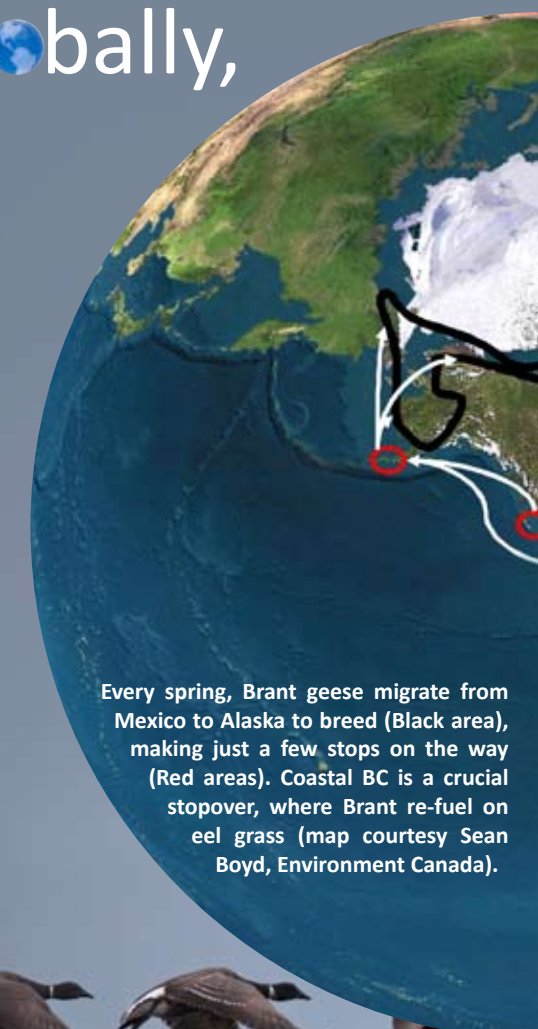 bally,
Every spring, Brant geese migrate from
Mexico to Alaska to breed (Black area),
making just a few stops on the way
(Red areas). Coastal BC is a crucial
stopover, where Brant re-fuel on
eel grass (map courtesy Sean
Boyd, Environment Canada).